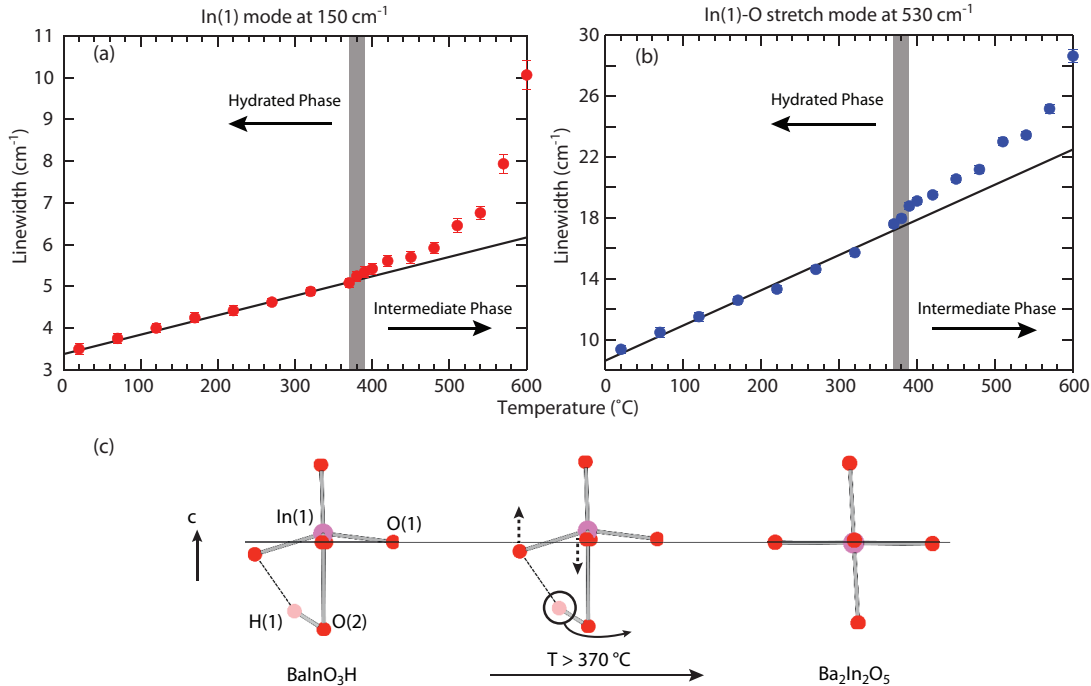 In(1) mode at 150 cm⁻¹
In(1)-O stretch mode at 530 cm⁻¹
(a)
11
10
9
8
7
6
5
4
3
Linewidth (cm⁻¹)
Hydrated Phase
Intermediate Phase
0 100 200 300 400 500 600
(b)
30
26
22
18
14
10
Linewidth (cm⁻¹)
Hydrated Phase
Intermediate Phase
0 100 200 300 400 500 600
Temperature (˚C)
(c)
c
In(1)
O(1)
H(1)
O(2)
BaInO₃H
T > 370 °C
Ba₂In₂O₅